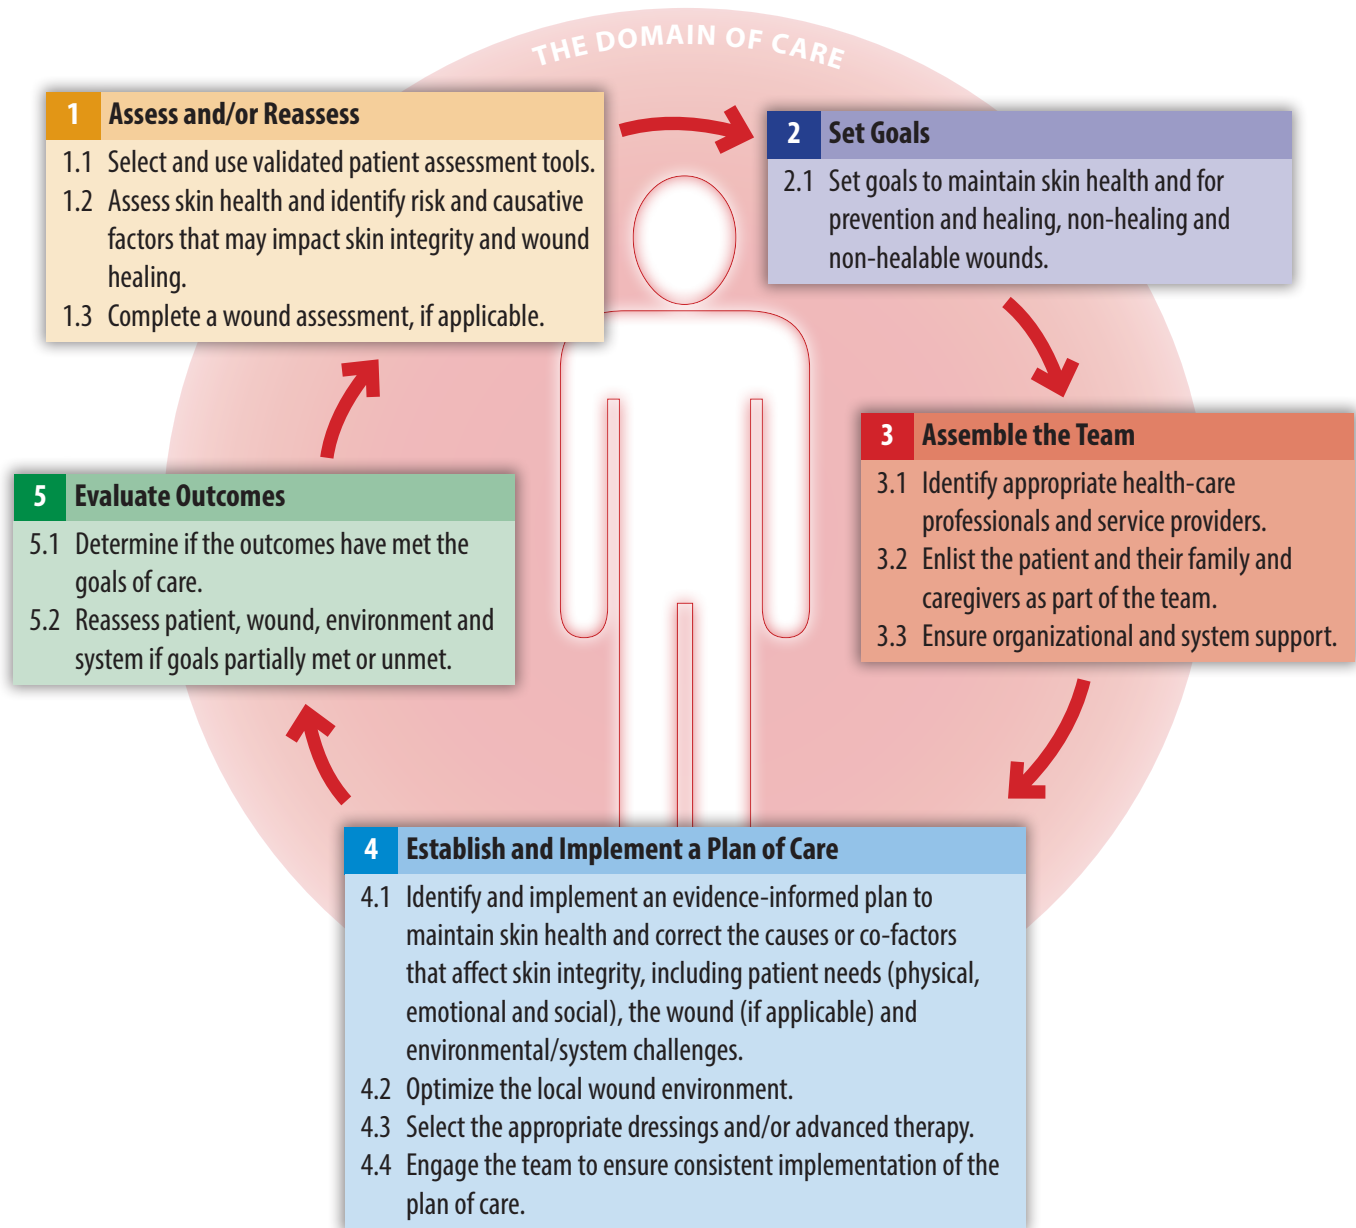 THE DOMAIN OF CARE
1 Assess and/or Reassess
1.1 Select and use validated patient assessment tools.
1.2 Assess skin health and identify risk and causative
factors that may impact skin integrity and wound
healing.
1.3 Complete a wound assessment, if applicable.
2 Set Goals
2.1 Set goals to maintain skin health and for
prevention and healing, non-healing and
non-healable wounds.
3 Assemble the Team
3.1 Identify appropriate health-care
professionals and service providers.
3.2 Enlist the patient and their family and
caregivers as part of the team.
3.3 Ensure organizational and system support.
4 Establish and Implement a Plan of Care
4.1 Identify and implement an evidence-informed plan to
maintain skin health and correct the causes or co-factors
that affect skin integrity, including patient needs (physical,
emotional and social), the wound (if applicable) and
environmental/system challenges.
4.2 Optimize the local wound environment.
4.3 Select the appropriate dressings and/or advanced therapy.
4.4 Engage the team to ensure consistent implementation of the
plan of care.
5 Evaluate Outcomes
5.1 Determine if the outcomes have met the
goals of care.
5.2 Reassess patient, wound, environment and
system if goals partially met or unmet.